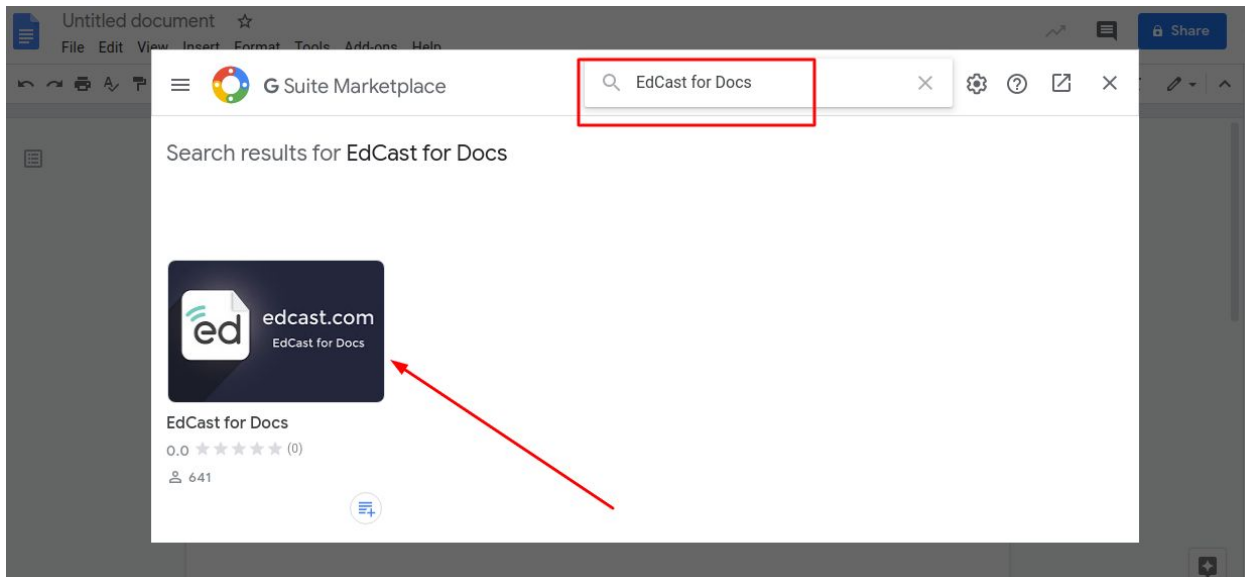 Untitled document
File Edit View Insert Format Tools Add-ons Help
Share
G Suite Marketplace
EdCast for Docs
Search results for EdCast for Docs
ed
edcast.com
EdCast for Docs
EdCast for Docs
0.0 (0)
641